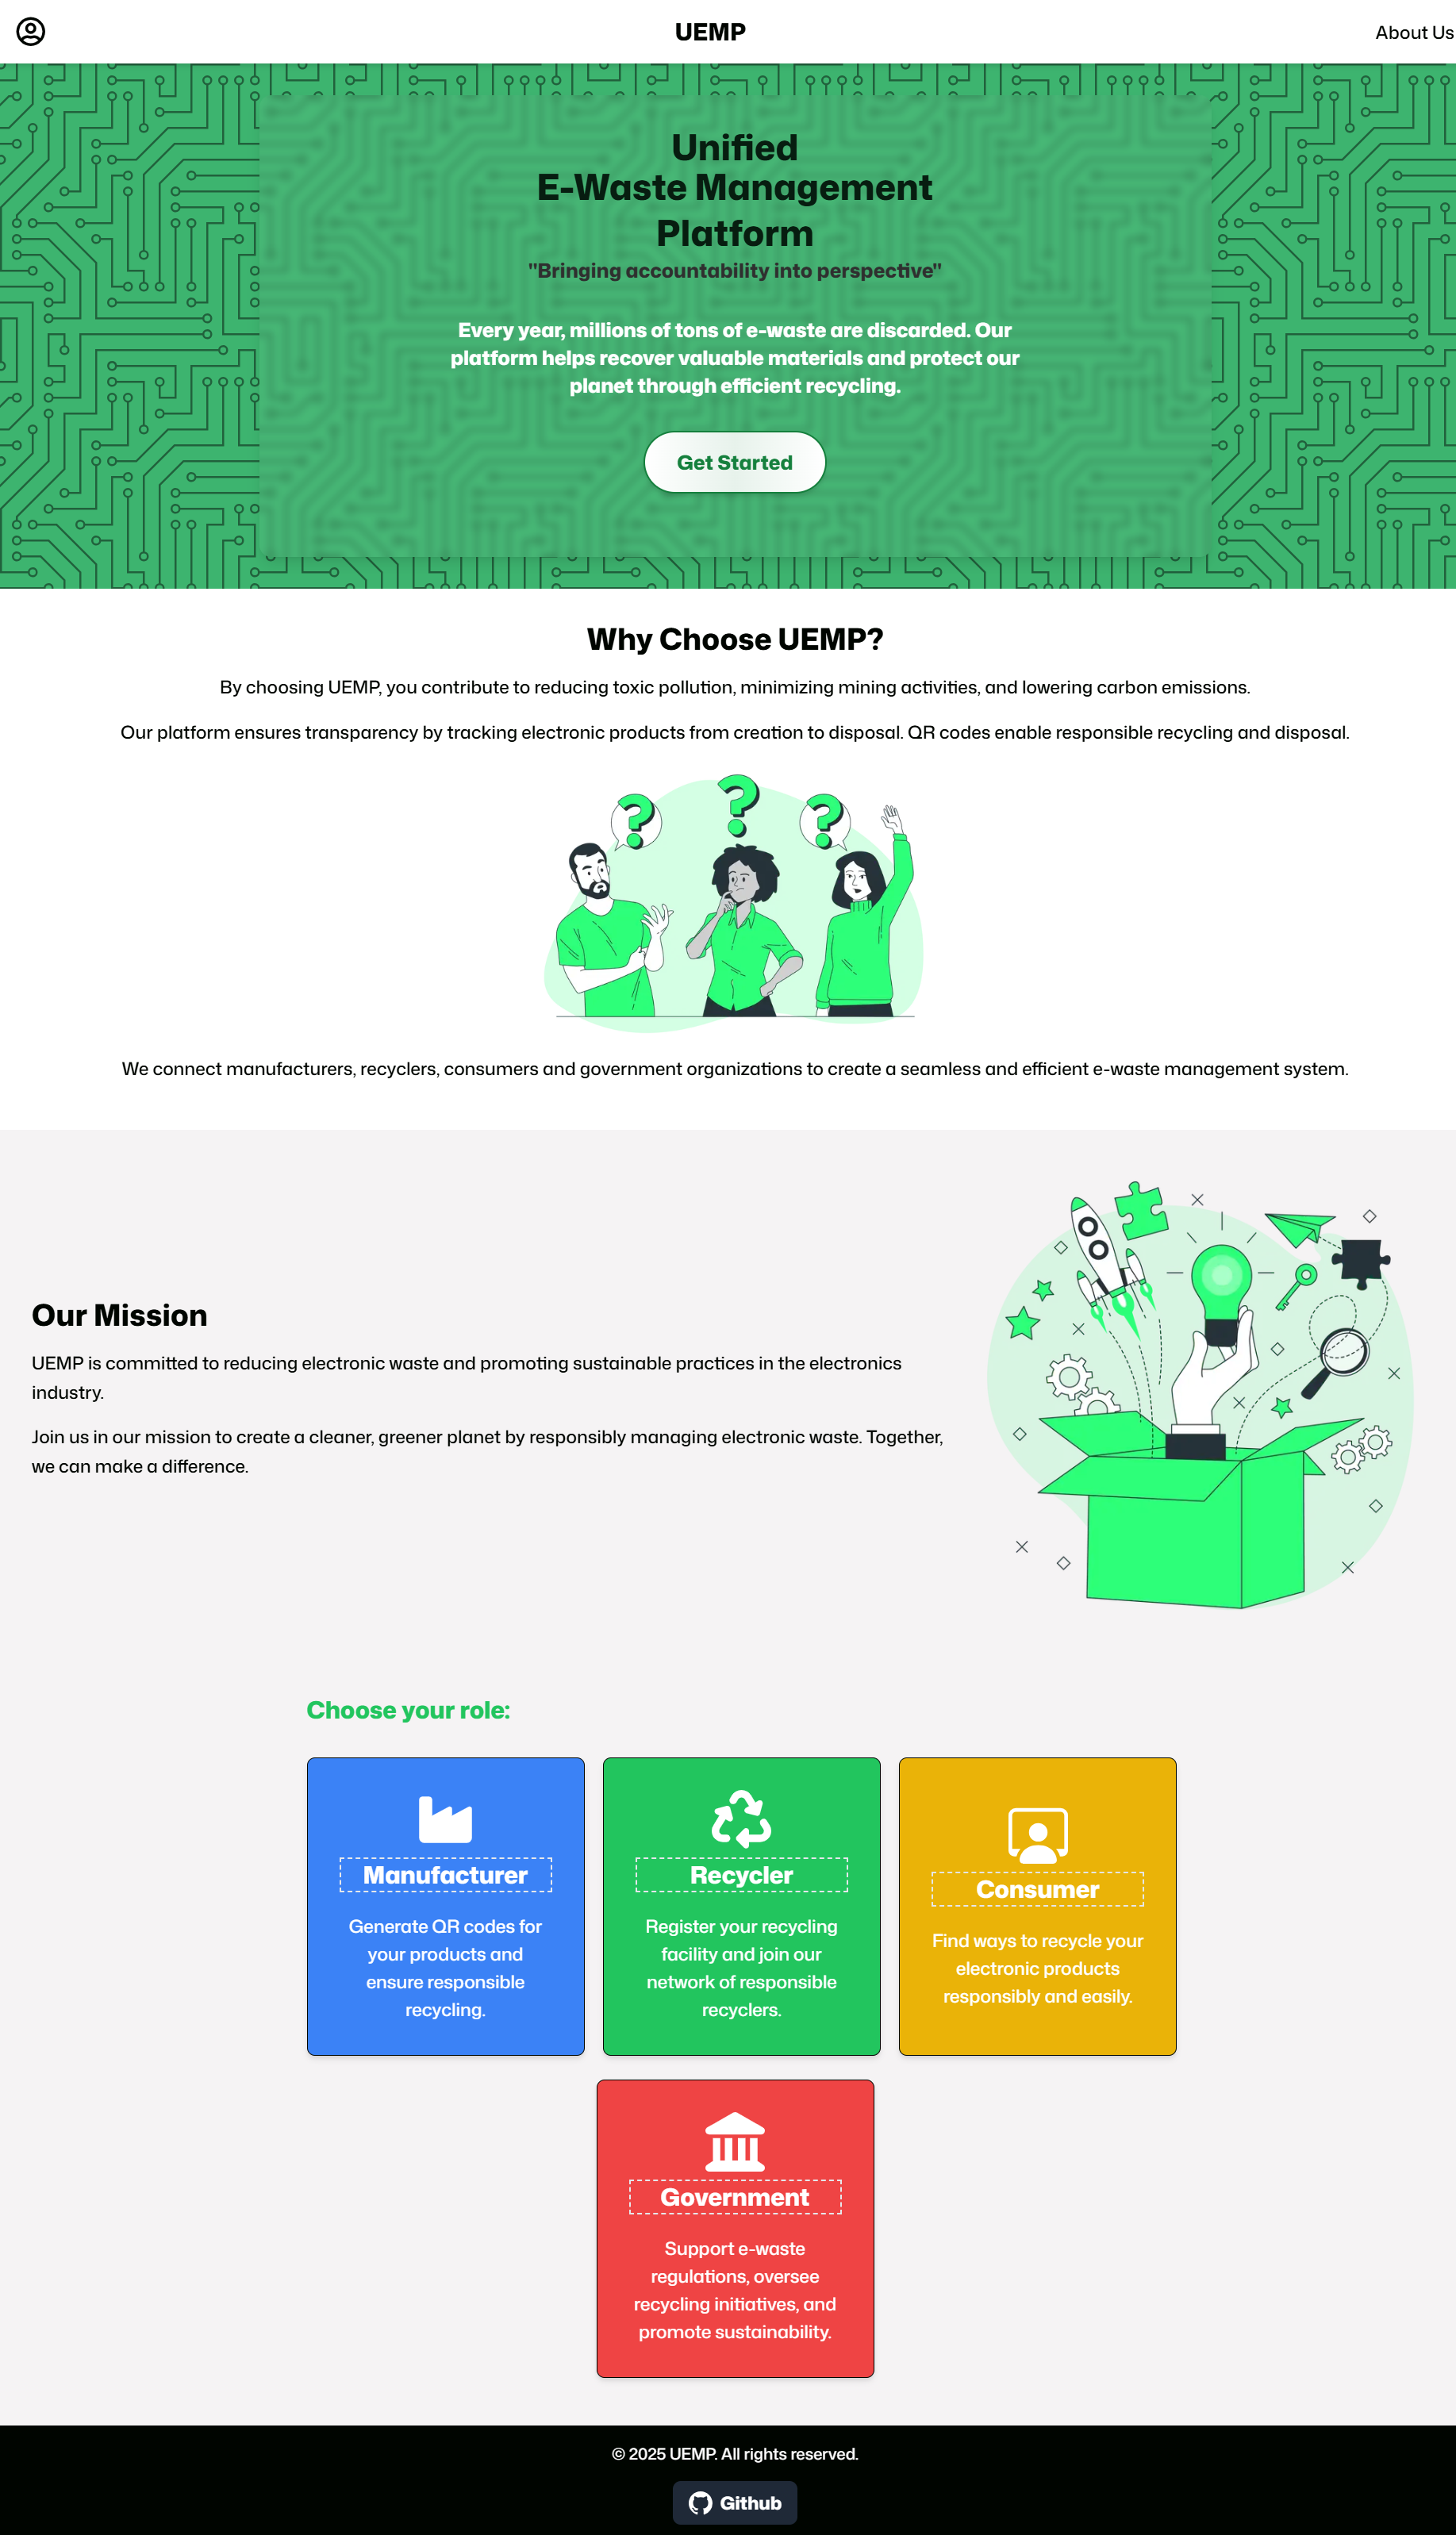 UEMP
About Us
Unified
E-Waste Management
Platform
"Bringing accountability into perspective"
Every year, millions of tons of e-waste are discarded. Our
platform helps recover valuable materials and protect our
planet through efficient recycling.
Get Started
Why Choose UEMP?
By choosing UEMP, you contribute to reducing toxic pollution, minimizing mining activities, and lowering carbon emissions.
Our platform ensures transparency by tracking electronic products from creation to disposal. QR codes enable responsible recycling and disposal.
? ? ?
We connect manufacturers, recyclers, consumers and government organizations to create a seamless and efficient e-waste management system.
Our Mission
UEMP is committed to reducing electronic waste and promoting sustainable practices in the electronics
industry.
Join us in our mission to create a cleaner, greener planet by responsibly managing electronic waste. Together,
we can make a difference.
Choose your role:
Manufacturer
Generate QR codes for
your products and
ensure responsible
recycling.
Recycler
Register your recycling
facility and join our
network of responsible
recyclers.
Consumer
Find ways to recycle your
electronic products
responsibly and easily.
Government
Support e-waste
regulations, oversee
recycling initiatives, and
promote sustainability.
© 2025 UEMP. All rights reserved.
Github